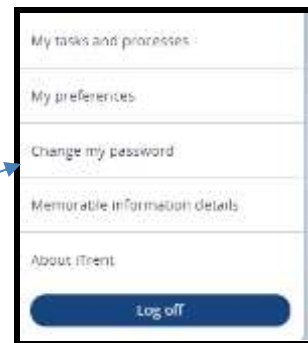 My tasks and processes
My preferences
Change my password
Memorable information details
About iTrent
Log off